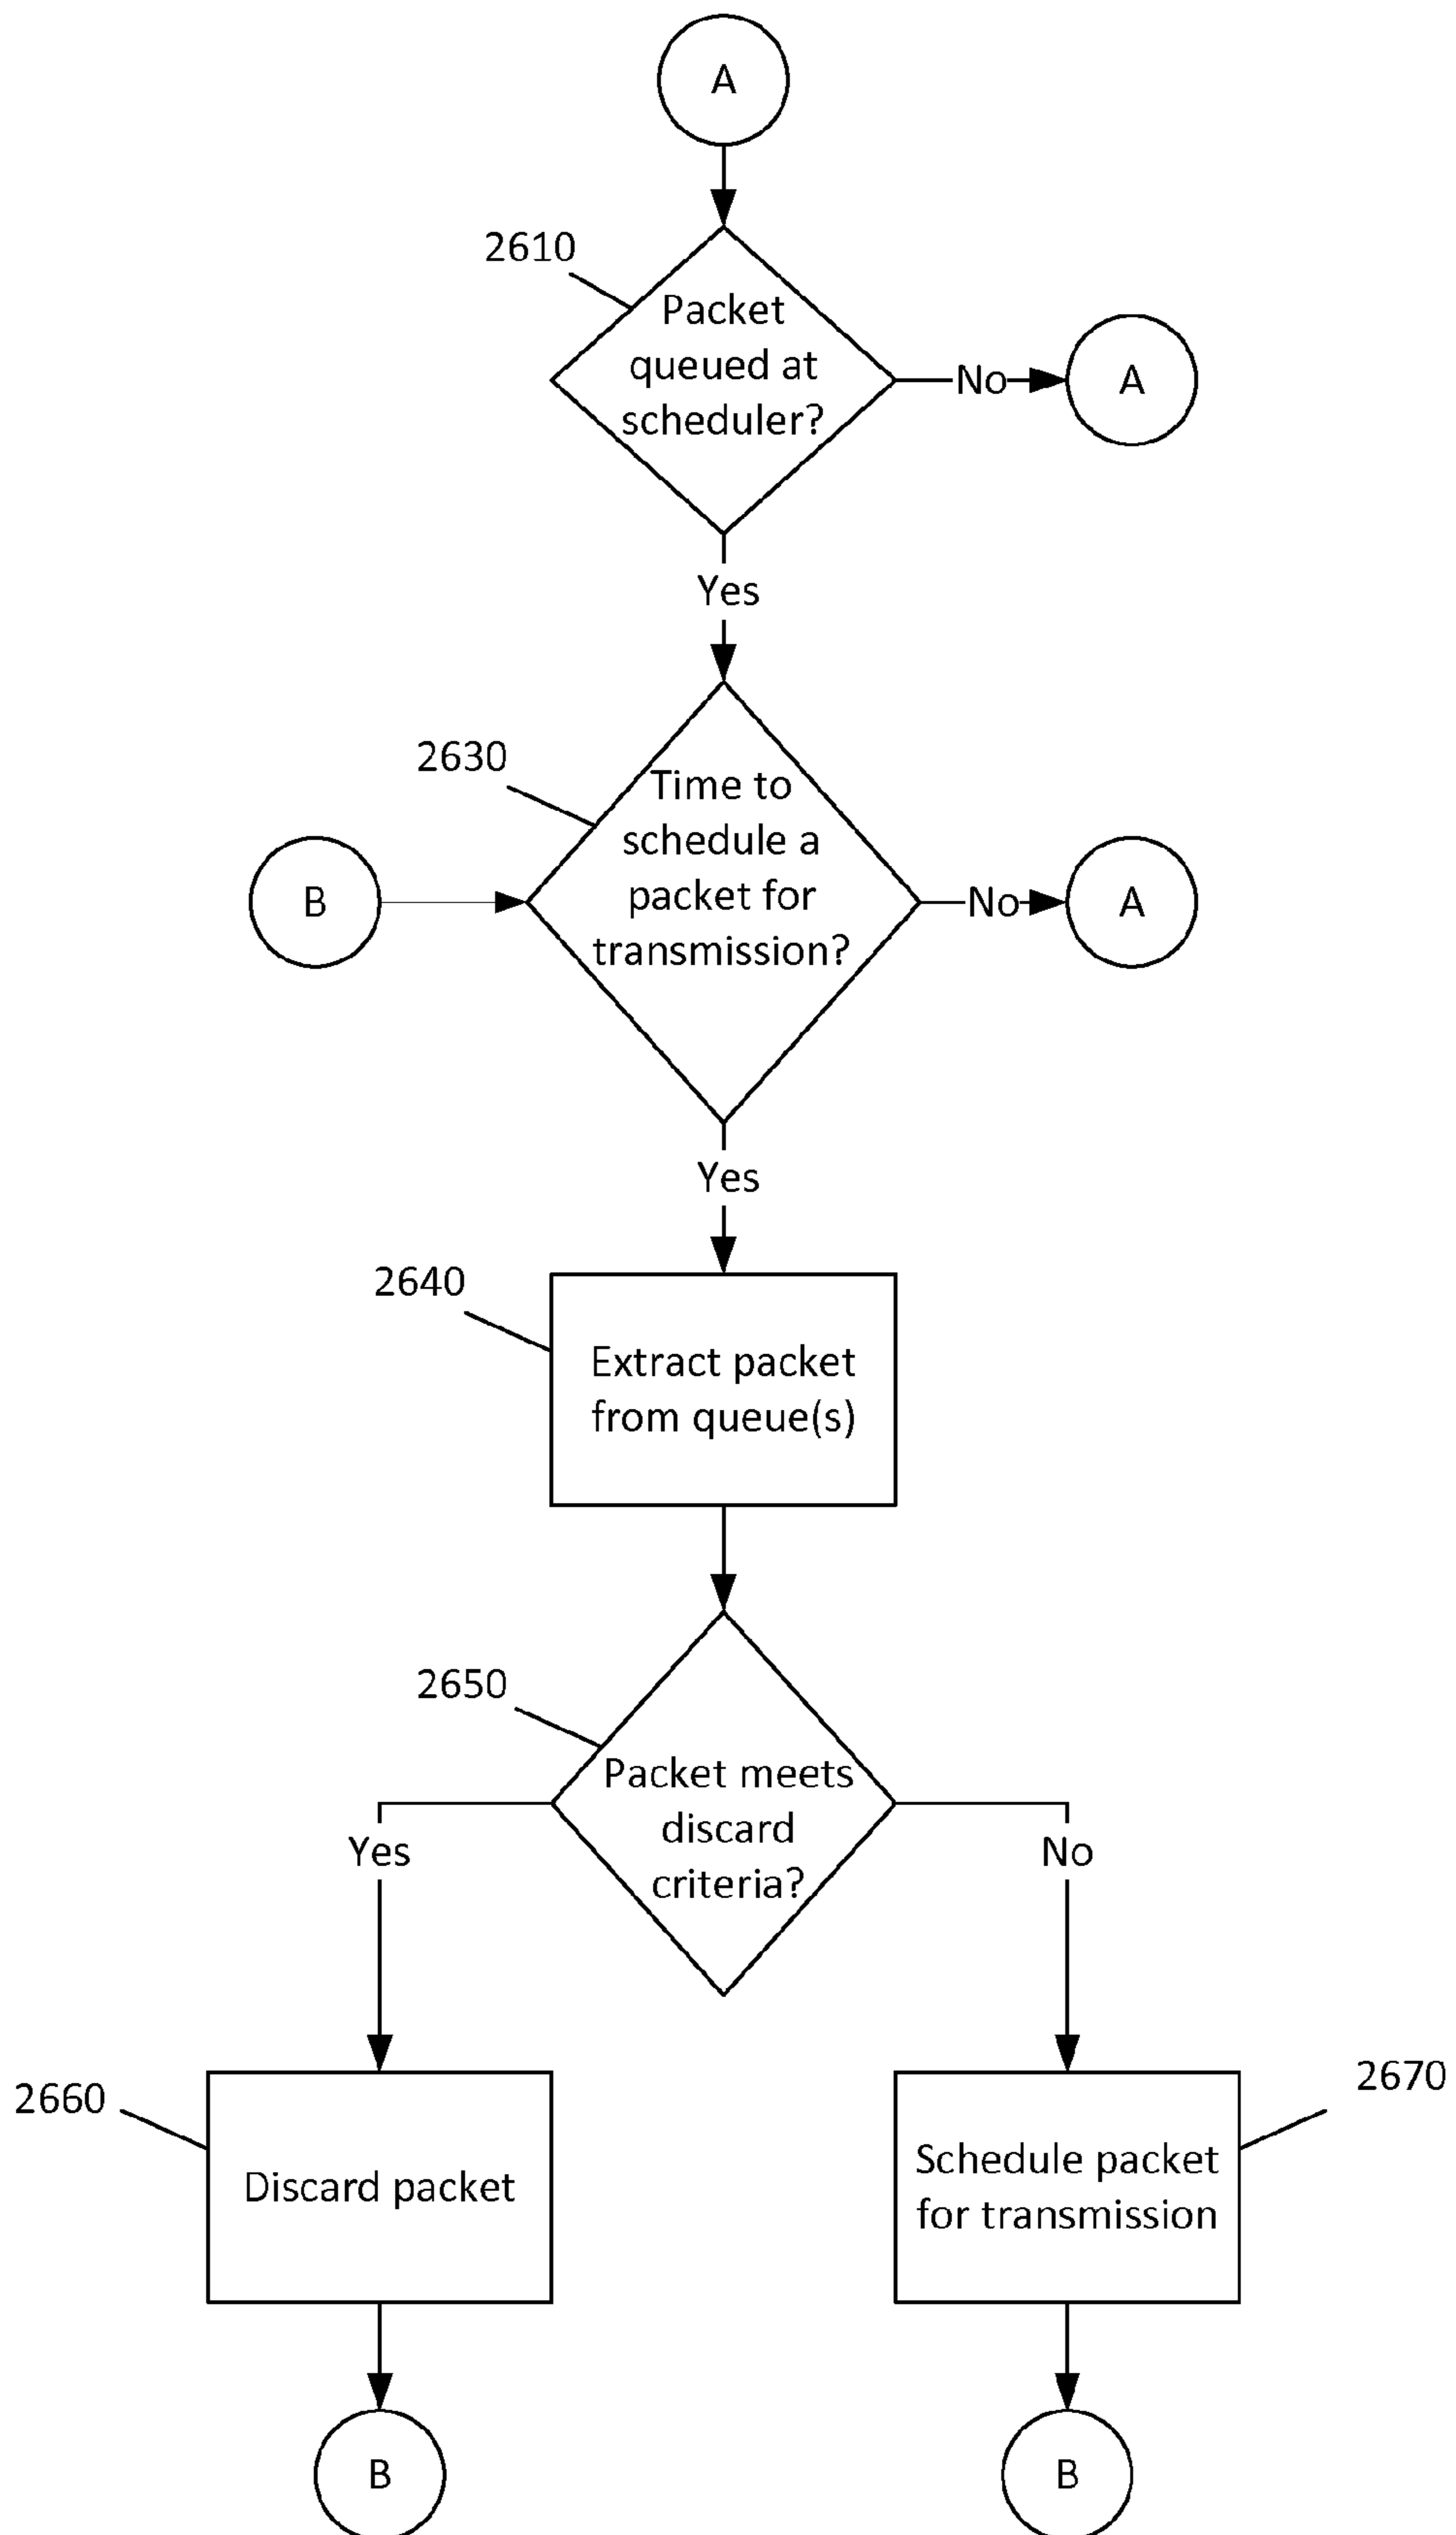 A
2610
Packet
queued at
scheduler?
No
A
Yes
2630
Time to
schedule a
packet for
transmission?
B
No
A
Yes
2640
Extract packet
from queue(s)
2650
Packet meets
discard
criteria?
Yes
No
2660
Discard packet
2670
Schedule packet
for transmission
B
B